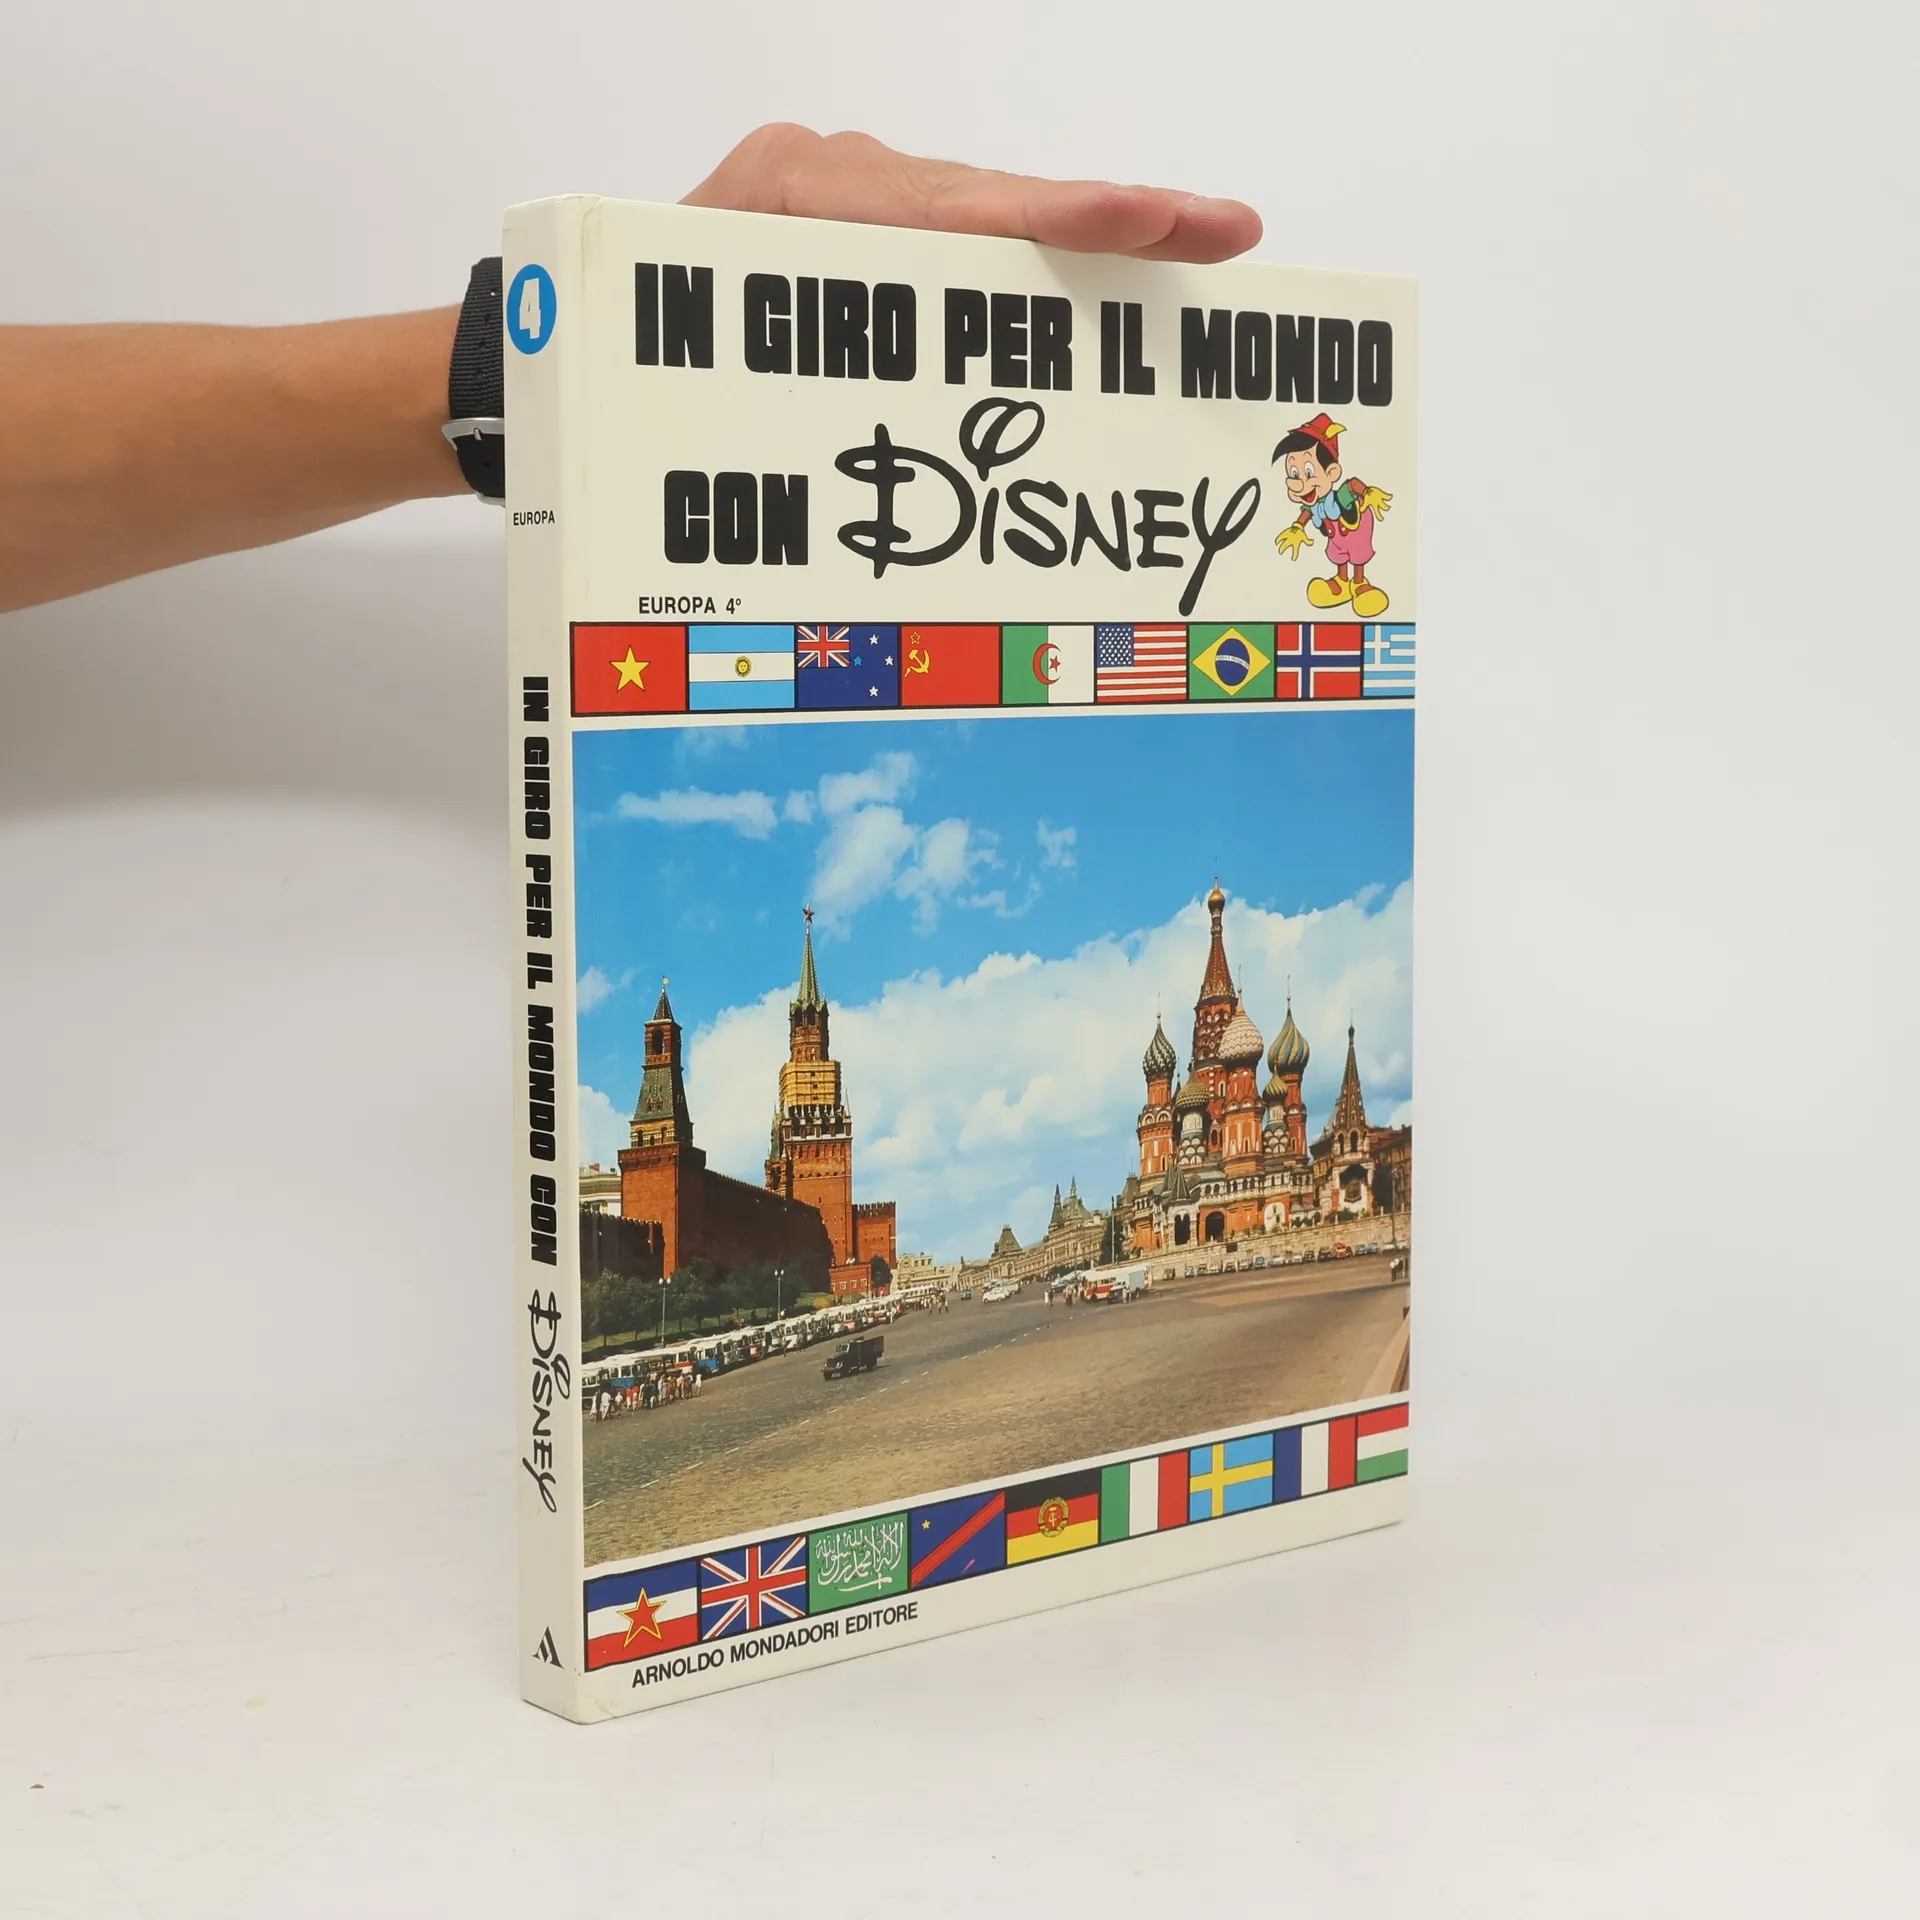 IN GIRO PER IL MONDO
CON DISNEY
EUROPA 4°
ARNOLDO MONDADORI EDITORE
4
EUROPA
IN GIRO PER IL MONDO CON DISNEY